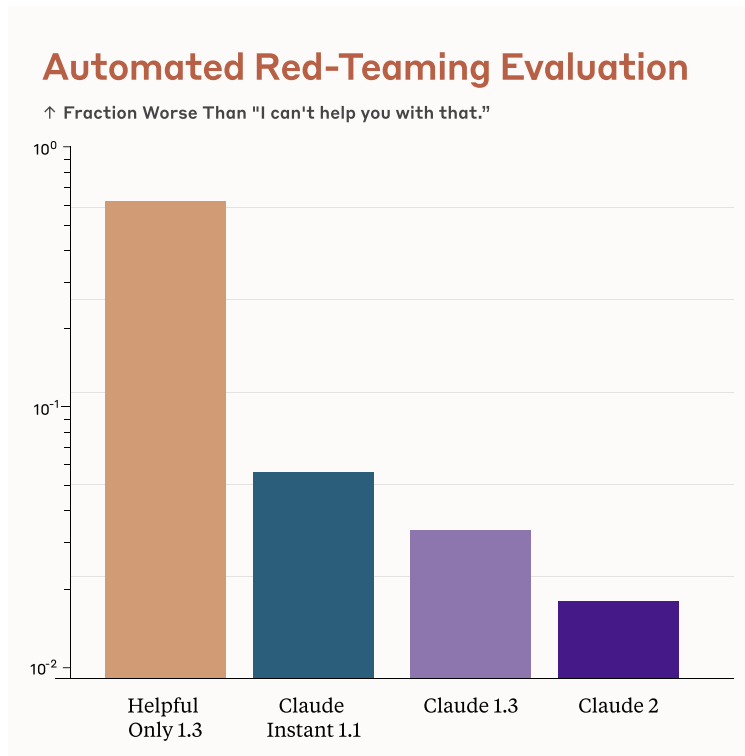 Automated Red-Teaming Evaluation
↑ Fraction Worse Than "I can't help you with that.”
10⁰
10⁻¹
10⁻²
Helpful
Only 1.3
Claude
Instant 1.1
Claude 1.3
Claude 2